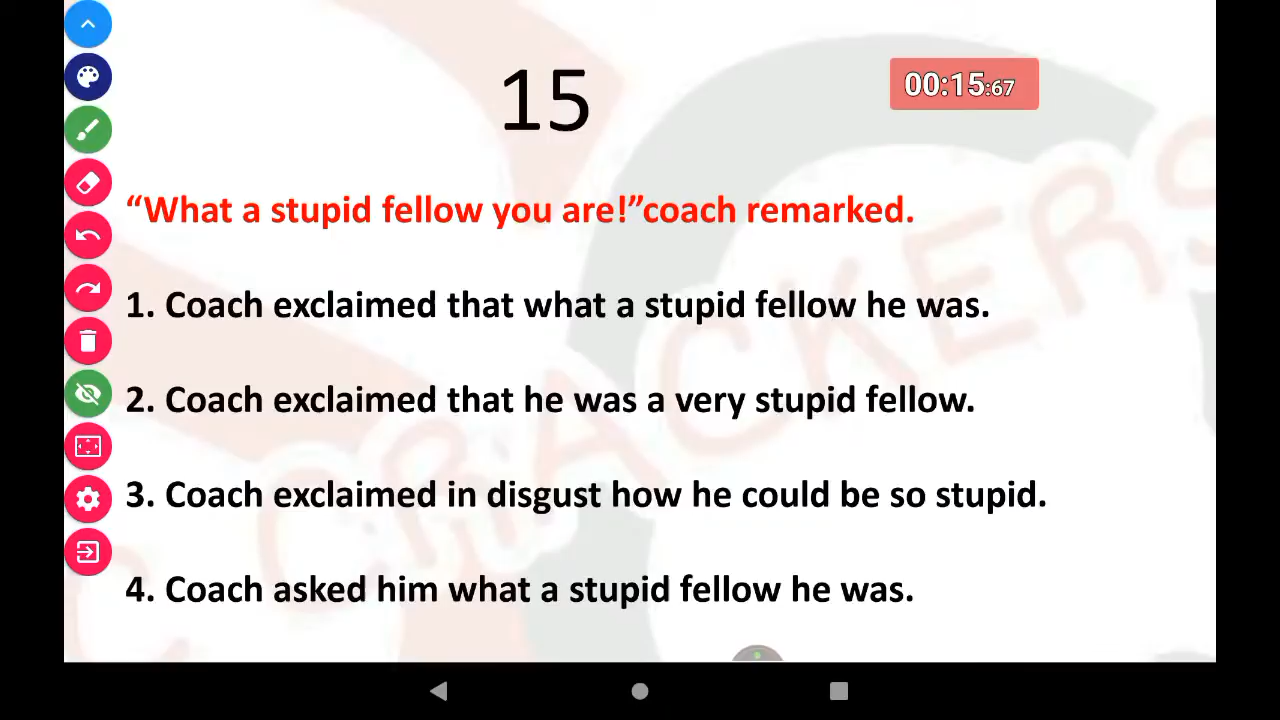 15
00:15:67
“What a stupid fellow you are!”coach remarked.
1. Coach exclaimed that what a stupid fellow he was.
2. Coach exclaimed that he was a very stupid fellow.
3. Coach exclaimed in disgust how he could be so stupid.
4. Coach asked him what a stupid fellow he was.
CRACKERS